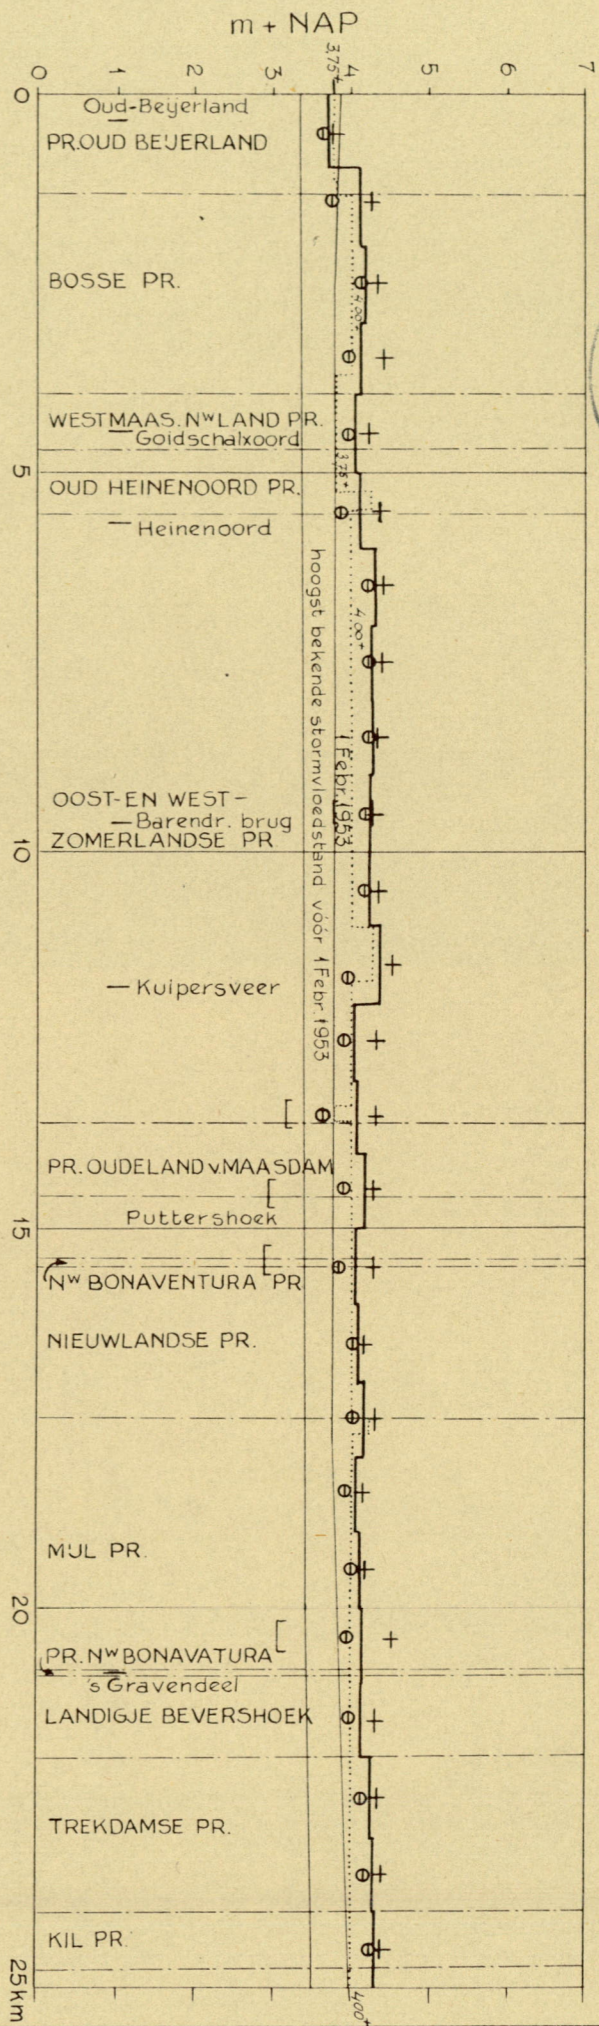 m + NAP
3,75+
0 1 2 3 4 5 6 7
0
Oud-Beyerland
PR.OUD BEIJERLAND
BOSSE PR.
4.00+
WESTMAAS. Nᵂ LAND PR.
Goidschalxoord
3.75+
5
OUD HEINENOORD PR.
Heinenoord
hoogst bekende stormvloedstand vóór 1 Febr. 1953
4.00+
1 Febr. 1953
OOST-EN WEST-
Barendr. brug
ZOMERLANDSE PR
10
Kuipersveer
PR. OUDELAND v. MAASDAM
Puttershoek
15
Nᵂ BONAVENTURA PR
NIEUWLANDSE PR.
MIJL PR.
20
PR. Nᵂ BONAVATURA
's Gravendeel
LANDIGJE BEVERSHOEK
TREKDAMSE PR.
KIL PR.
25 km
400+